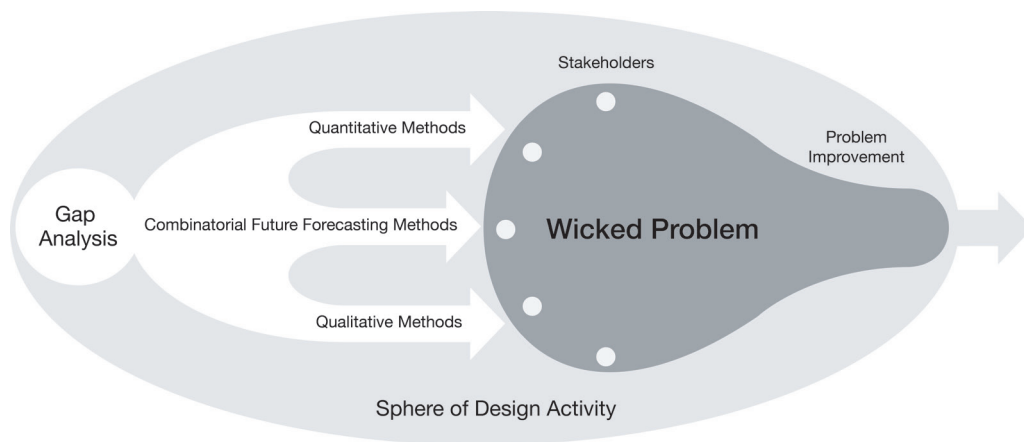 Stakeholders
Quantitative Methods
Problem
Improvement
Gap
Analysis
Combinatorial Future Forecasting Methods
Wicked Problem
Qualitative Methods
Sphere of Design Activity